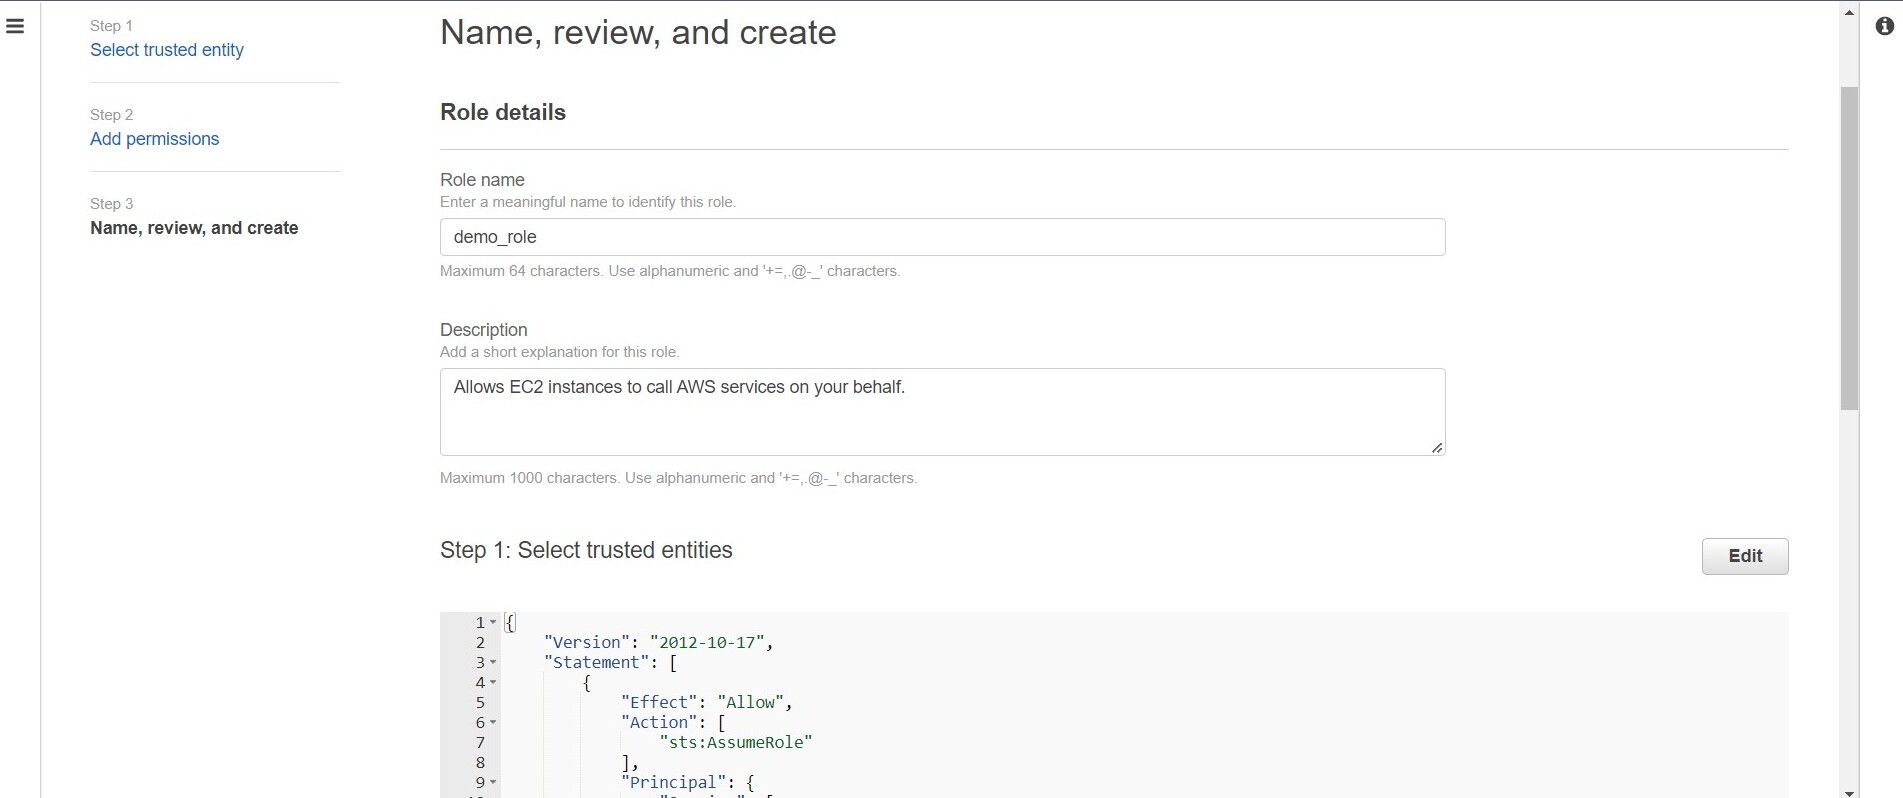 Step 1
Select trusted entity
Step 2
Add permissions
Step 3
Name, review, and create
Name, review, and create
Role details
Role name
Enter a meaningful name to identify this role.
demo_role
Maximum 64 characters. Use alphanumeric and '+=,.@-_' characters.
Description
Add a short explanation for this role.
Allows EC2 instances to call AWS services on your behalf.
Maximum 1000 characters. Use alphanumeric and '+=,.@-_' characters.
Step 1: Select trusted entities
Edit
1 {
2 "Version": "2012-10-17",
3 "Statement": [
4 {
5 "Effect": "Allow",
6 "Action": [
7 "sts:AssumeRole"
8 ],
9 "Principal": {